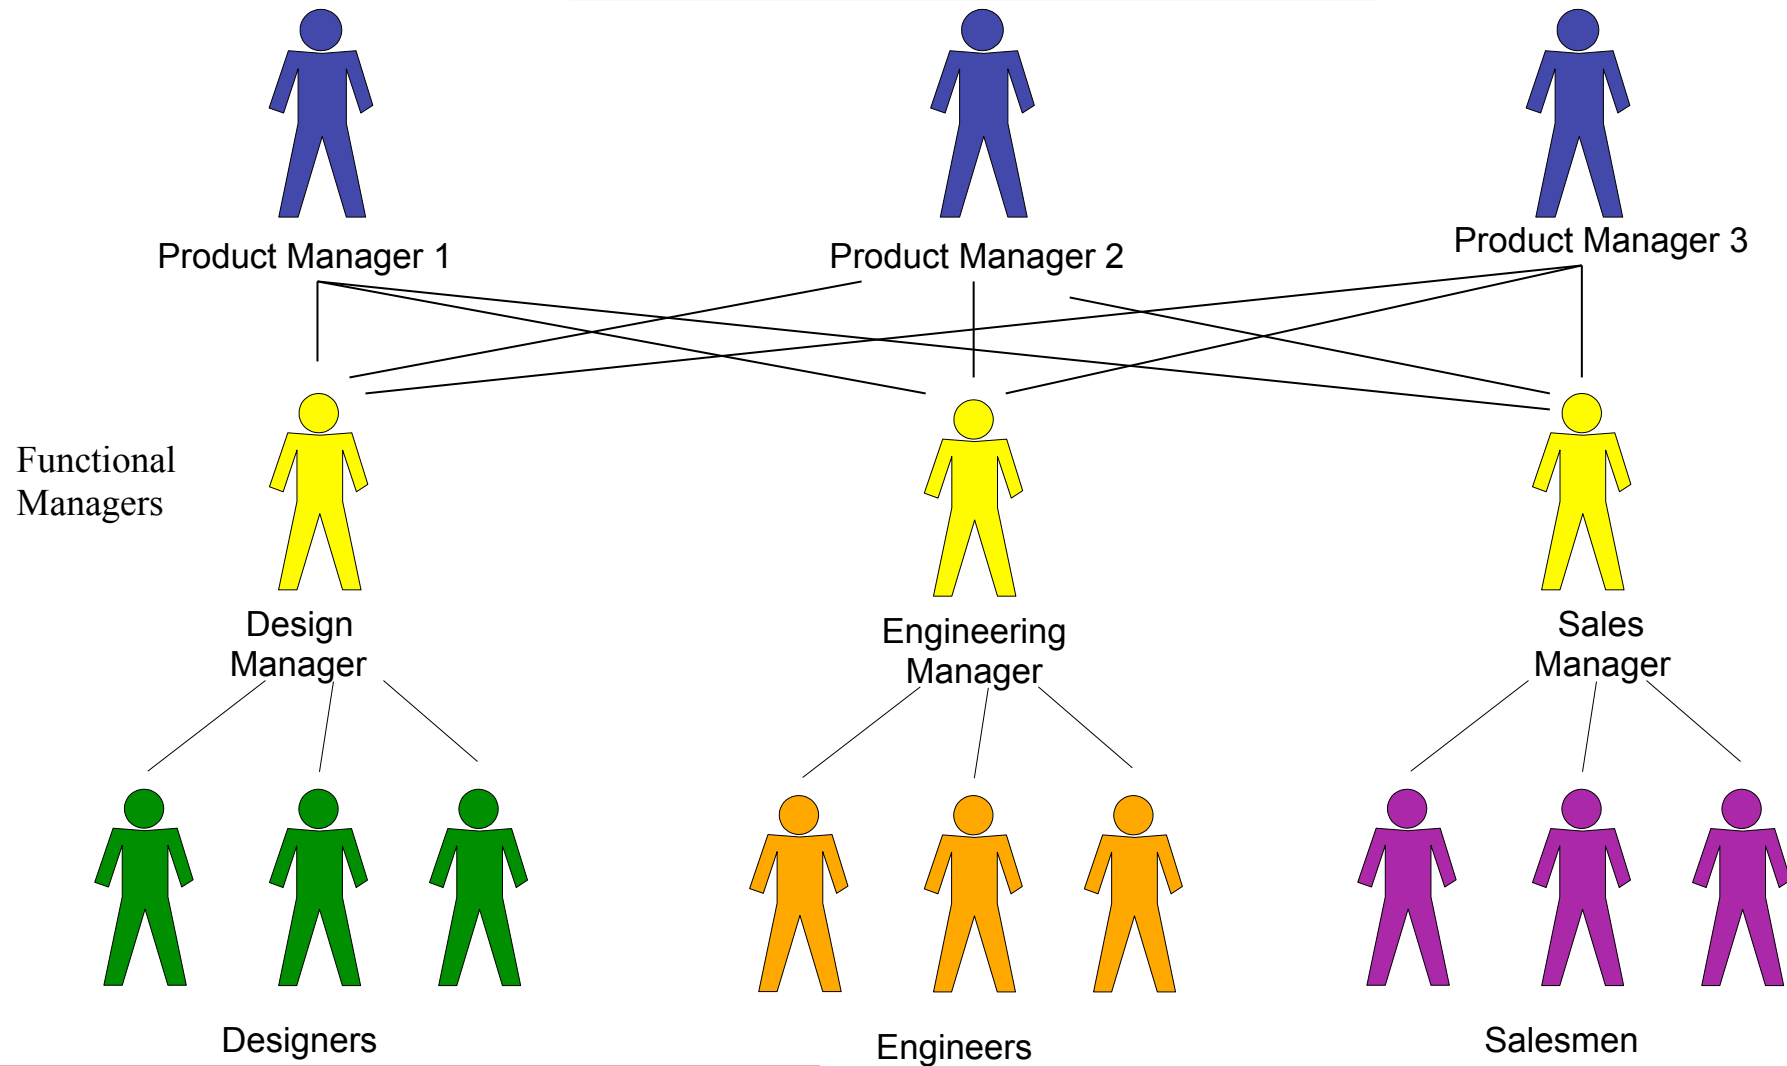 Product Manager 1
Product Manager 2
Product Manager 3
Functional
Managers
Design
Manager
Engineering
Manager
Sales
Manager
Designers
Engineers
Salesmen